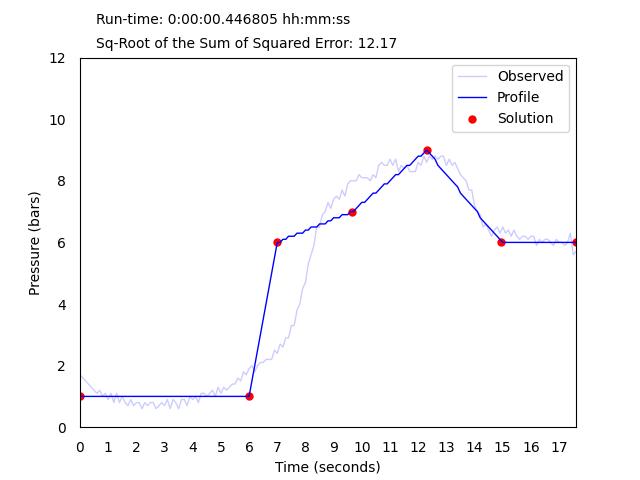 Run-time: 0:00:00.446805 hh:mm:ss
Sq-Root of the Sum of Squared Error: 12.17
Observed
Profile
Solution
12
10
8
6
4
2
0
Pressure (bars)
0 1 2 3 4 5 6 7 8 9 10 11 12 13 14 15 16 17
Time (seconds)